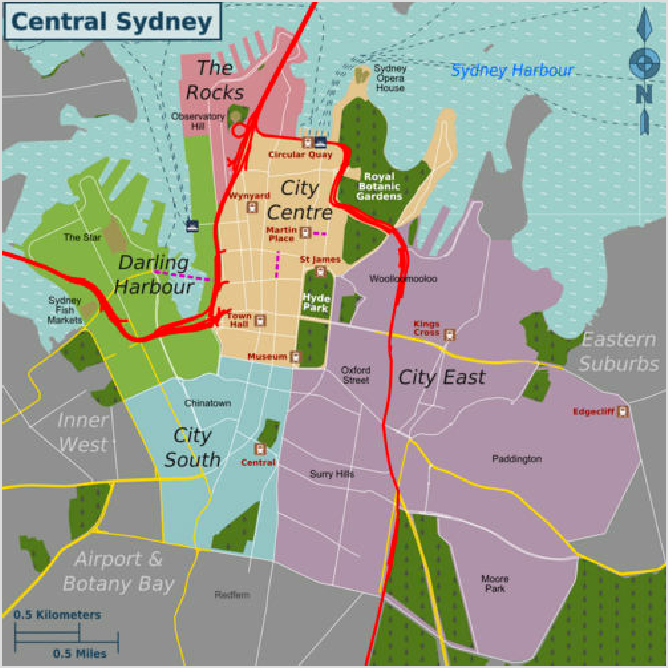 Central Sydney
The
Rocks
Sydney
Opera
House
Sydney Harbour
N
Observatory
Hill
Circular Quay
Royal
Botanic
Gardens
City
Centre
Wynyard
Martin
Place
The Star
Darling
Harbour
St James
Woolloomooloo
Sydney
Fish
Markets
Hyde
Park
Town
Hall
Kings
Cross
Eastern
Suburbs
Museum
Oxford
Street
City East
Chinatown
Edgecliff
Inner
West
City
South
Central
Surry Hills
Paddington
Airport &
Botany Bay
Redfern
Moore
Park
0.5 Kilometers
0.5 Miles